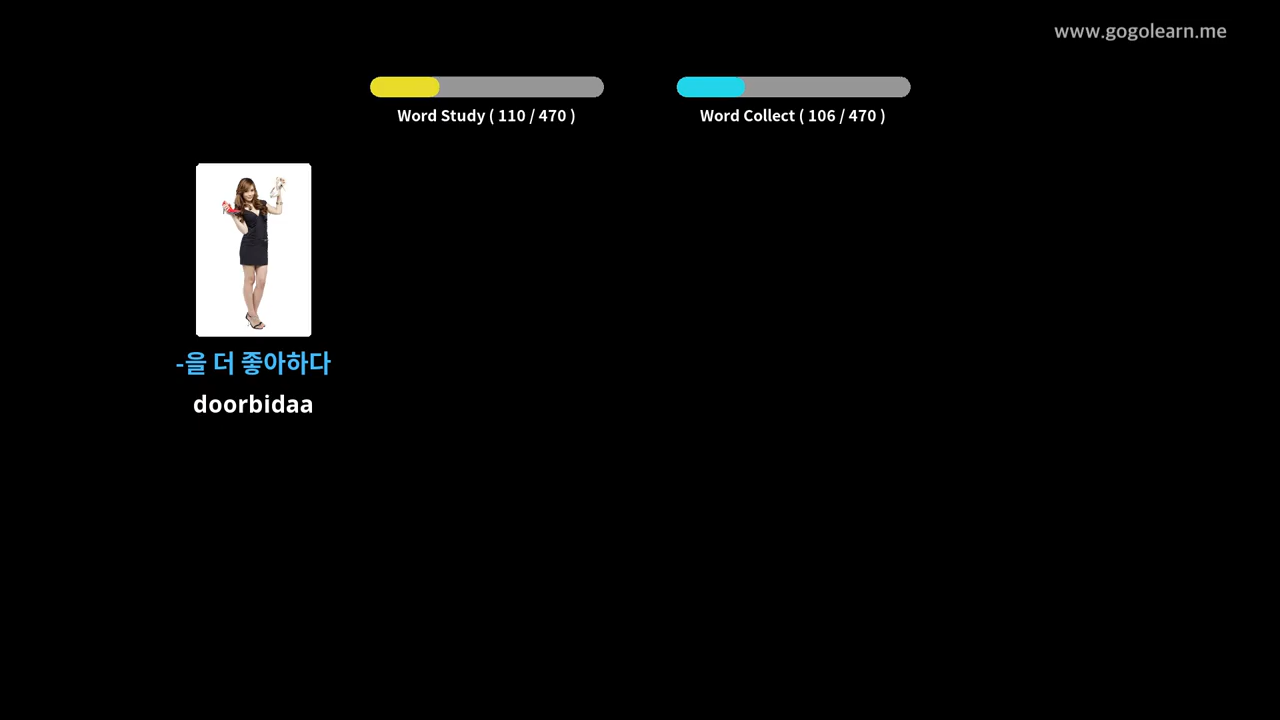 www.gogolearn.me
Word Study ( 110 / 470 )
Word Collect ( 106 / 470 )
-을 더 좋아하다
doorbidaa